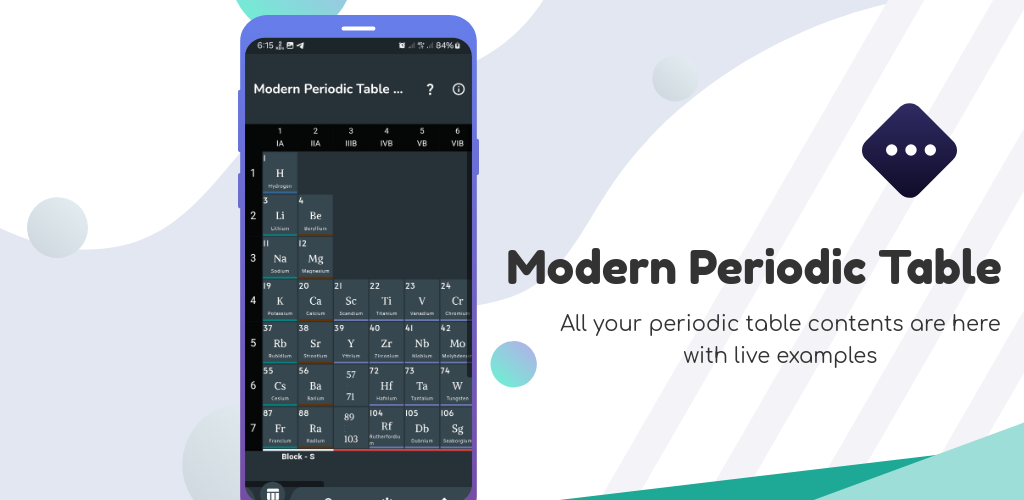 6:15 84%
Modern Periodic Table ... ?
1 2 3 4 5 6
IA IIA IIIB IVB VB VIB
1
1
H
Hydrogen
2
3 4
Li Be
Lithium Beryllium
3
11 12
Na Mg
Sodium Magnesium
4
19 20 21 22 23 24
K Ca Sc Ti V Cr
Potassium Calcium Scandium Titanium Vanadium Chromium
5
37 38 39 40 41 42
Rb Sr Y Zr Nb Mo
Rubidium Strontium Yttrium Zirconium Niobium Molybdenu
6
55 56 57 72 73 74
Cs Ba 71 Hf Ta W
Cesium Barium Hafnium Tantalum Tungsten
7
87 88 89 104 105 106
Fr Ra 103 Rf Db Sg
Francium Radium Rutherfordiu Dubnium Seaborgium
m
Block - S
Modern Periodic Table
All your periodic table contents are here
with live examples